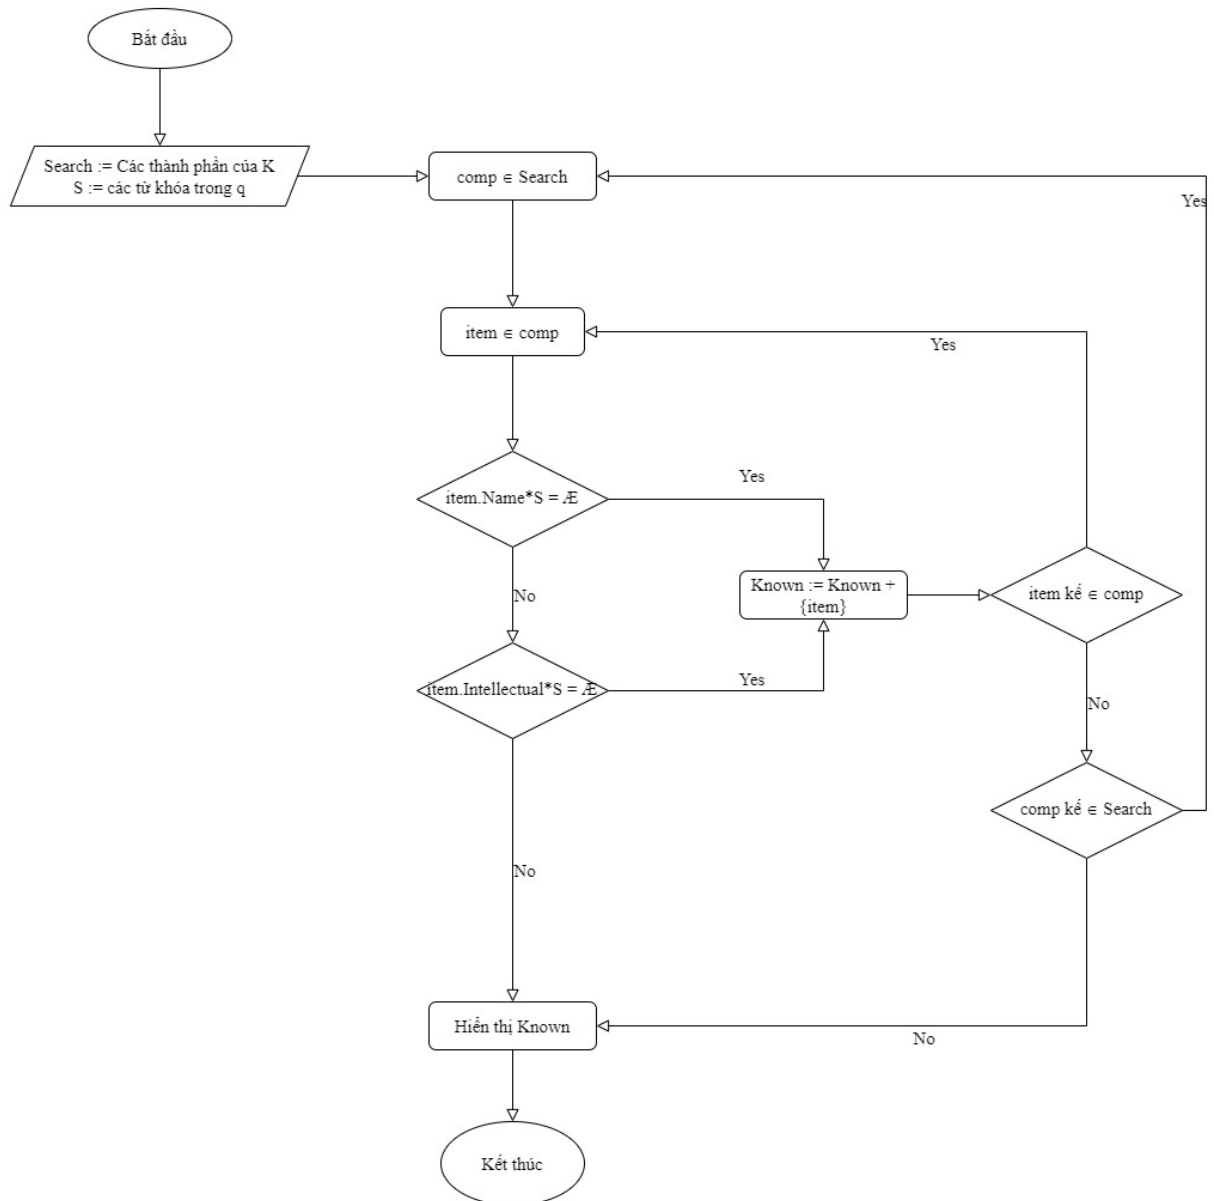 Bắt đầu
Search := Các thành phần của K
S := các từ khóa trong q
comp ∈ Search
Yes
item ∈ comp
Yes
item.Name*S = Æ
Yes
No
Known := Known +
{item}
item kế ∈ comp
item.Intellectual*S = Æ
Yes
No
comp kế ∈ Search
No
Hiển thị Known
No
Kết thúc